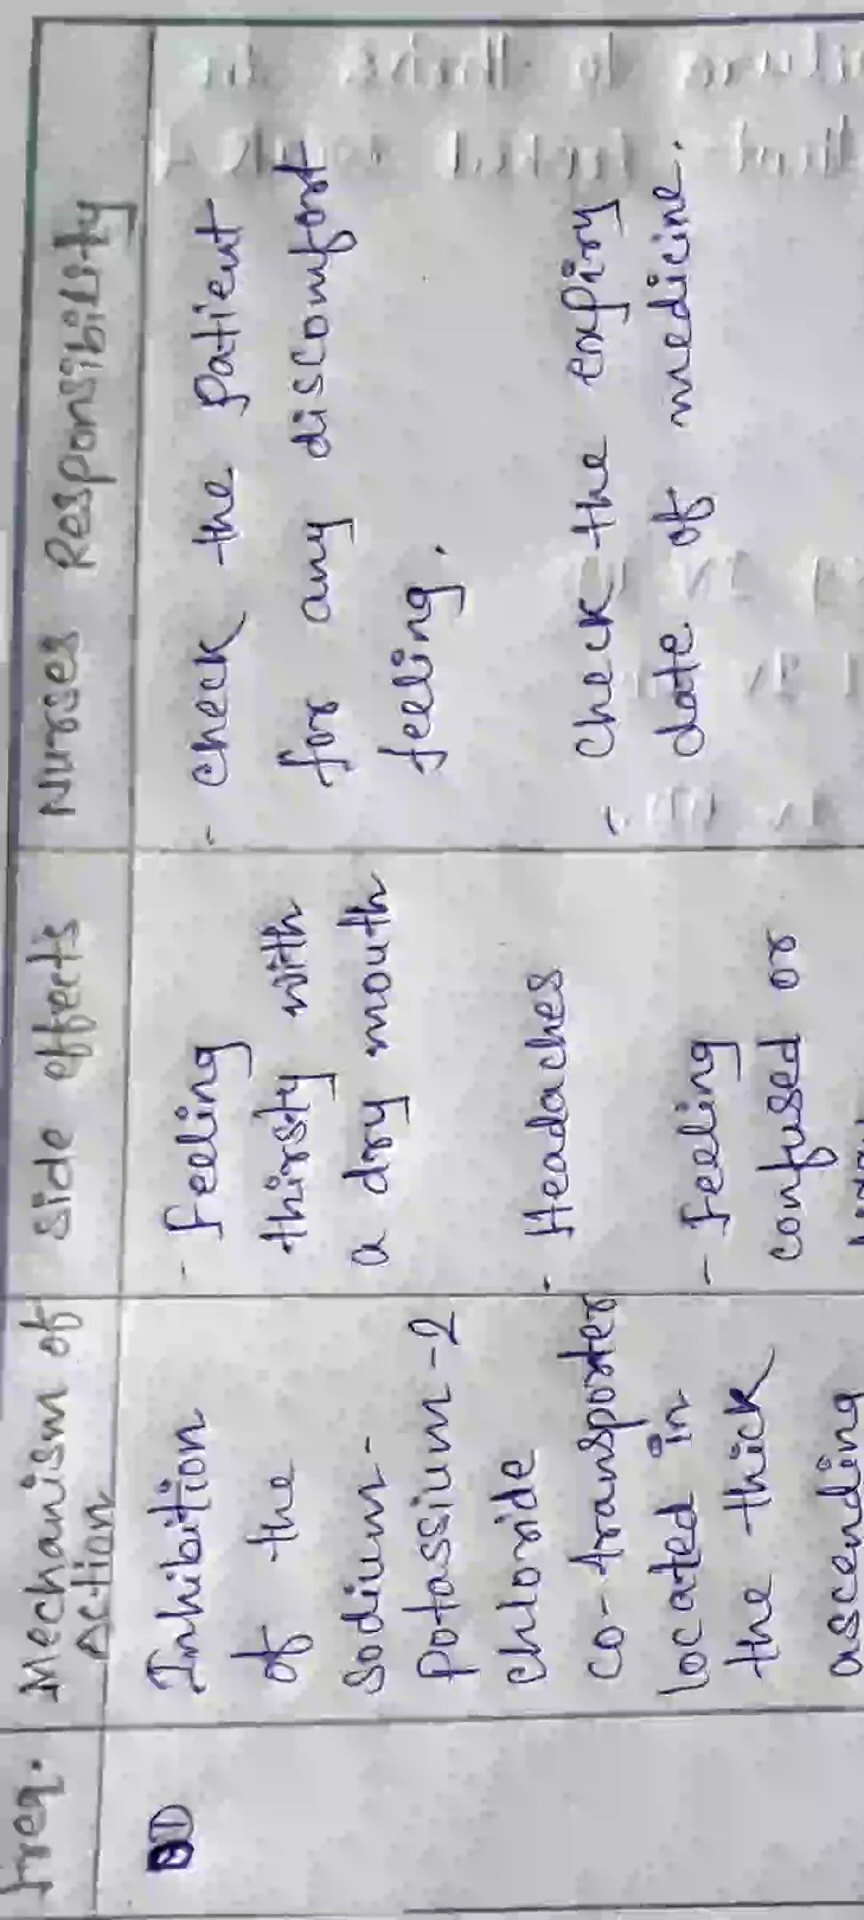 Freq.
BD
Mechanism of
Action
Inhibition
of the
sodium-
potassium-2
chloride
co-transporter
located in
the thick
ascending
side effects
- feeling
thirsty with
a dry mouth
- Headaches
- feeling
confused or
Nurses Responsibility
- check the patient
for any discomfort
feeling.
- check the expiry
date of medicine.